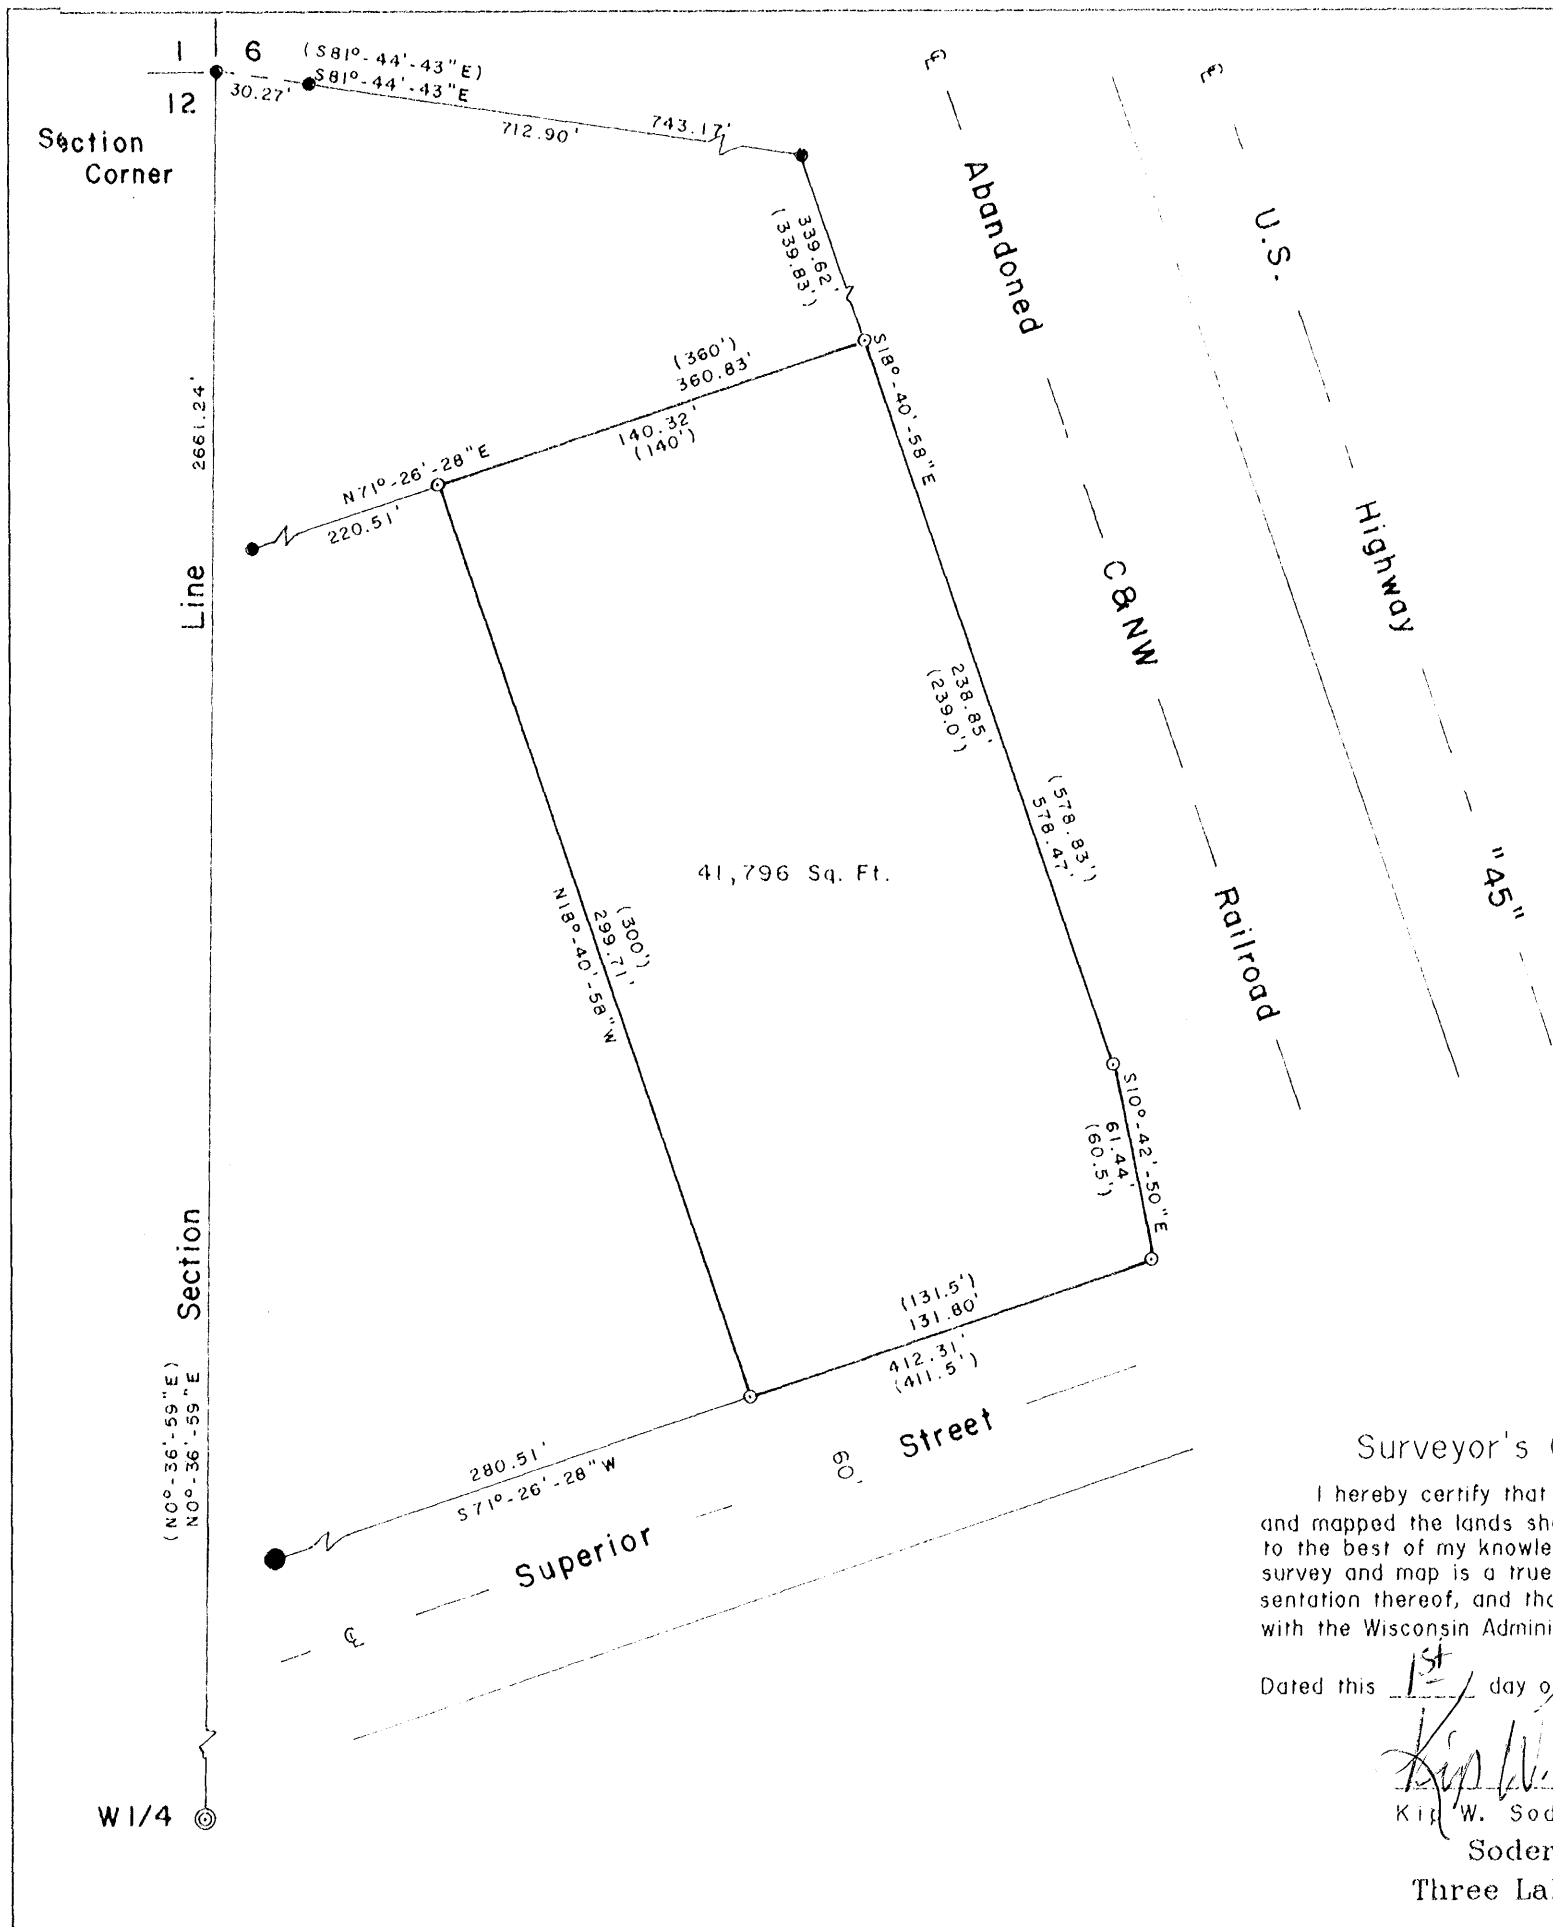 1 6
12
(S81°-44'-43"E)
S81°-44'-43"E
30.27'
712.90'
743.17'
Section
Corner
℄
℄
339.62'
(339.83')
Abandoned
C&NW
Railroad
U.S.
Highway
"45"
2661.24'
Line
Section
(N0°-36'-59"E)
N0°-36'-59"E
(360')
360.83'
140.32'
(140')
N71°-26'-28"E
220.51'
S18°-40'-58"E
238.85'
(239.0')
(578.83')
578.47'
41,796 Sq. Ft.
(300')
299.71'
N18°-40'-58"W
S10°-42'-50"E
61.44'
(60.5')
(131.5')
131.80'
412.31'
(411.5')
280.51'
S71°-26'-28"W
Superior
60'
Street
℄
W1/4
Surveyor's
I hereby certify that
and mapped the lands sh
to the best of my knowle
survey and map is a true
sentation thereof, and tha
with the Wisconsin Admini
Dated this 1st day o
Kip W.
Kip W. Sod
Soder
Three La